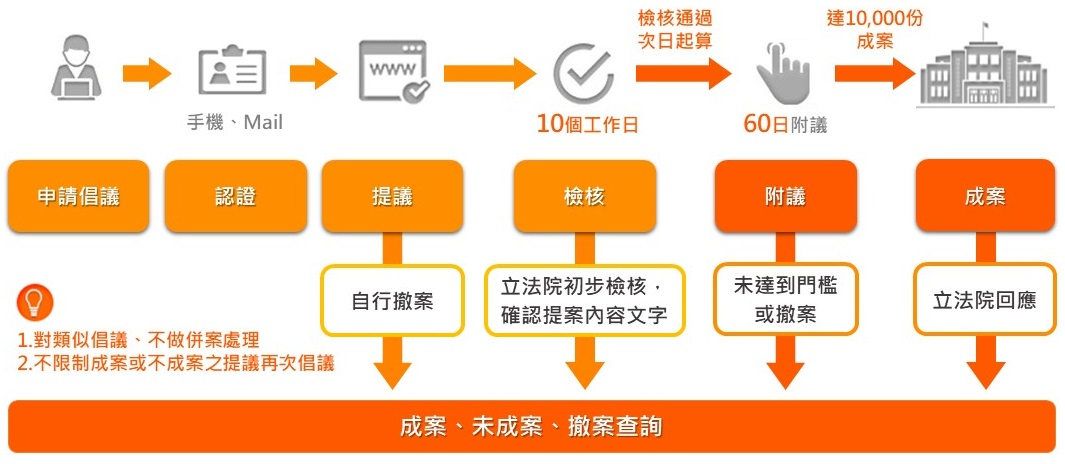 檢核通過
次日起算
達10,000份
成案
www
手機、Mail
10個工作日
60日附議
申請倡議
認證
提議
檢核
附議
成案
自行撤案
立法院初步檢核，
確認提案內容文字
未達到門檻
或撤案
立法院回應
1.對類似倡議、不做併案處理
2.不限制成案或不成案之提議再次倡議
成案、未成案、撤案查詢